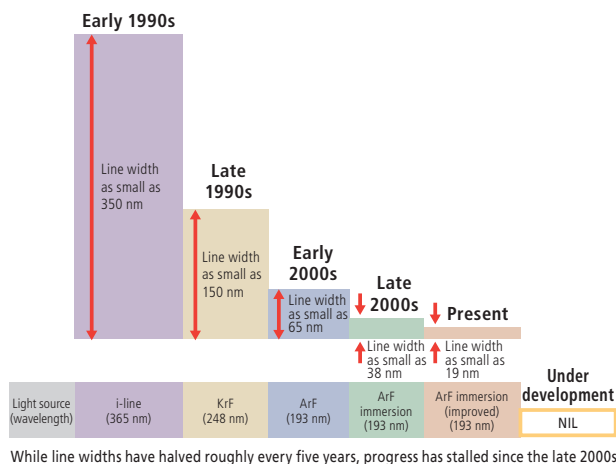 Early 1990s
Line width
as small as
350 nm
Late
1990s
Line width
as small as
150 nm
Early
2000s
Line width
as small as
65 nm
Late
2000s
Line width
as small as
38 nm
Present
Line width
as small as
19 nm
Under
development
Light source
(wavelength)
i-line
(365 nm)
KrF
(248 nm)
ArF
(193 nm)
ArF
immersion
(193 nm)
ArF immersion
(improved)
(193 nm)
NIL
While line widths have halved roughly every five years, progress has stalled since the late 2000s